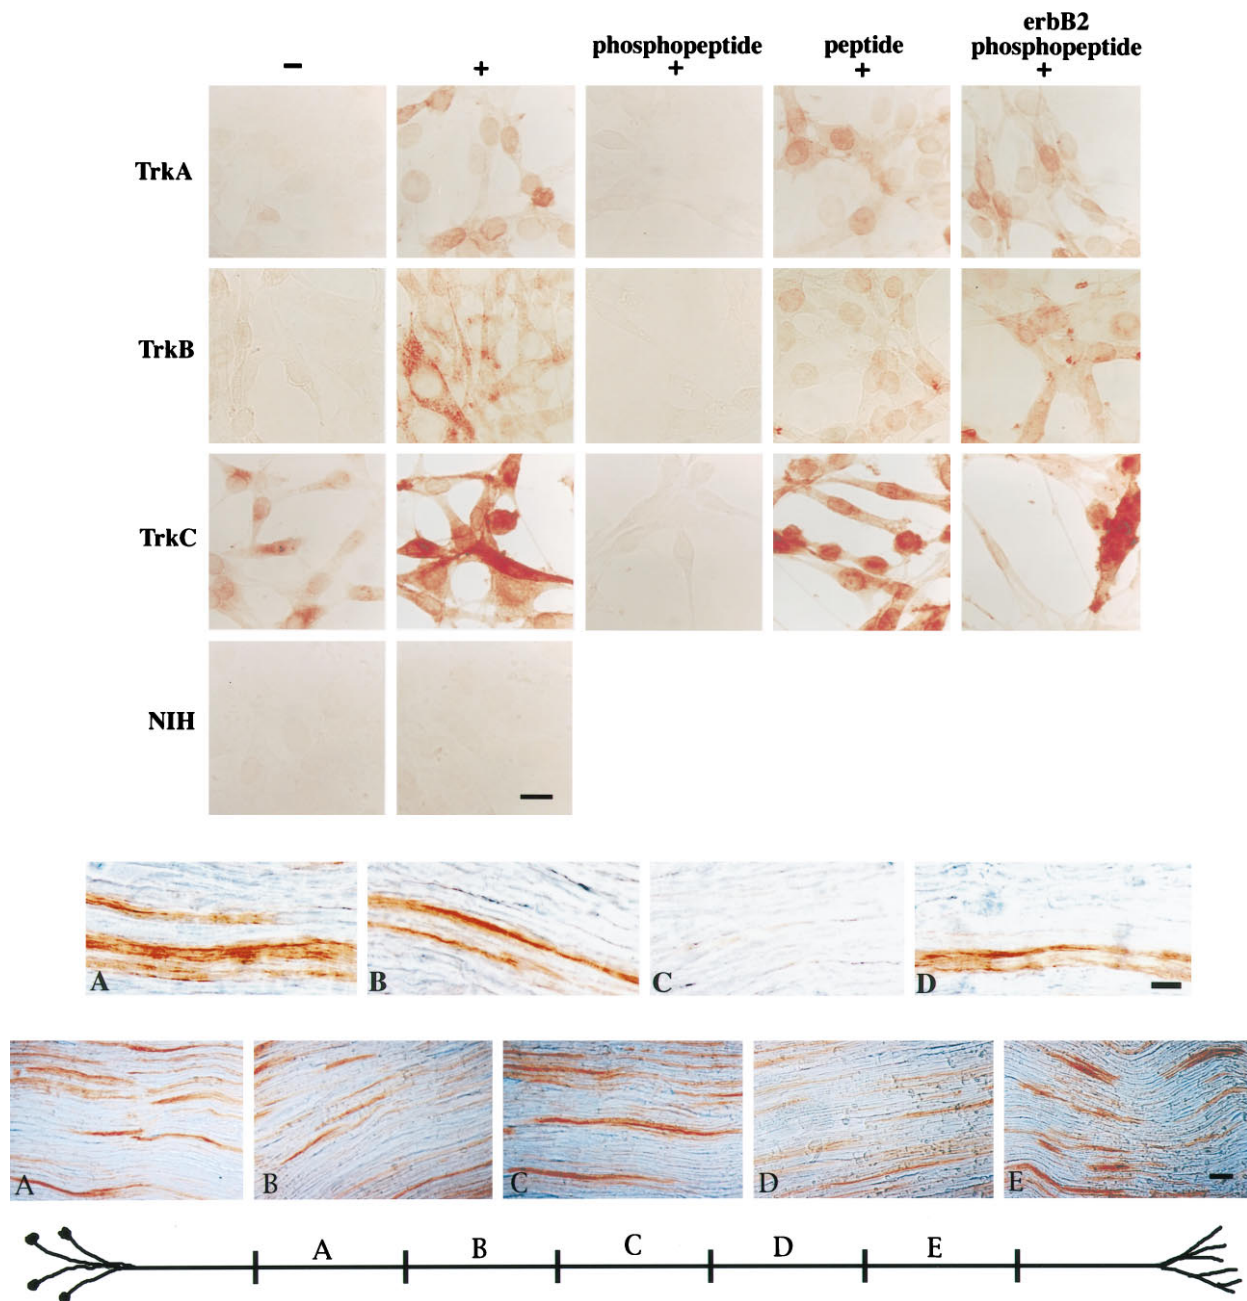 erbB2
phosphopeptide peptide phosphopeptide
− + + + +
TrkA
TrkB
TrkC
NIH
A B C D
A B C D E
A B C D E